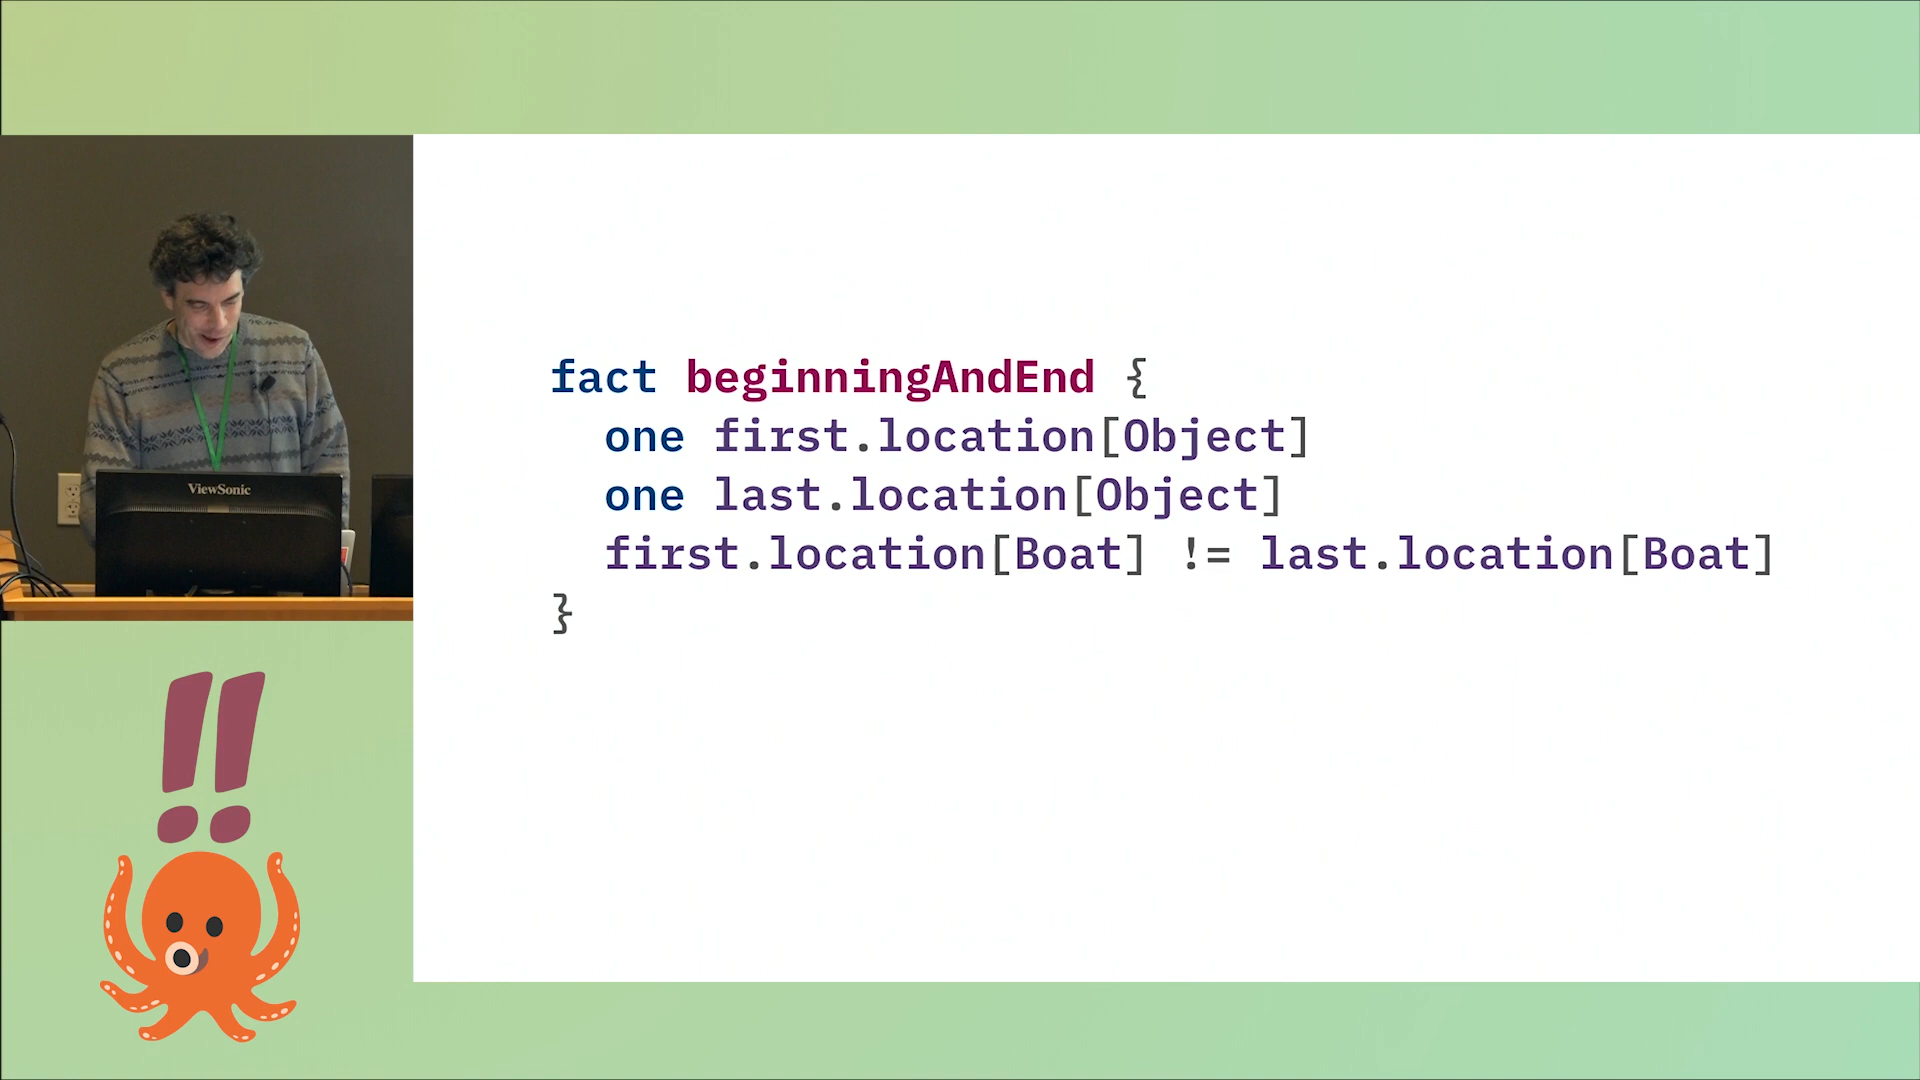 ViewSonic
fact beginningAndEnd {
  one first.location[Object]
  one last.location[Object]
  first.location[Boat] != last.location[Boat]
}
!!